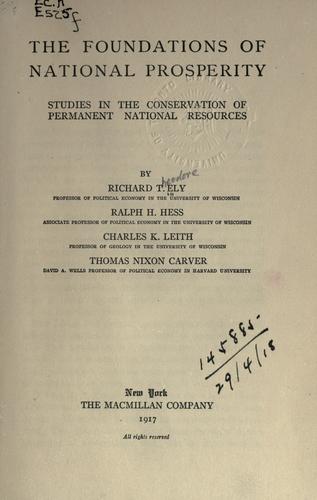 Ec.H
Es25f
THE FOUNDATIONS OF
NATIONAL PROSPERITY
STUDIES IN THE CONSERVATION OF
PERMANENT NATIONAL RESOURCES
BY
heodore
RICHARD T. ELY
PROFESSOR OF POLITICAL ECONOMY IN THE UNIVERSITY OF WISCONSIN
RALPH H. HESS
ASSOCIATE PROFESSOR OF POLITICAL ECONOMY IN THE UNIVERSITY OF WISCONSIN
CHARLES K. LEITH
PROFESSOR OF GEOLOGY IN THE UNIVERSITY OF WISCONSIN
THOMAS NIXON CARVER
DAVID A. WELLS PROFESSOR OF POLITICAL ECONOMY IN HARVARD UNIVERSITY
145885
29/4/18
New York
THE MACMILLAN COMPANY
1917
All rights reserved